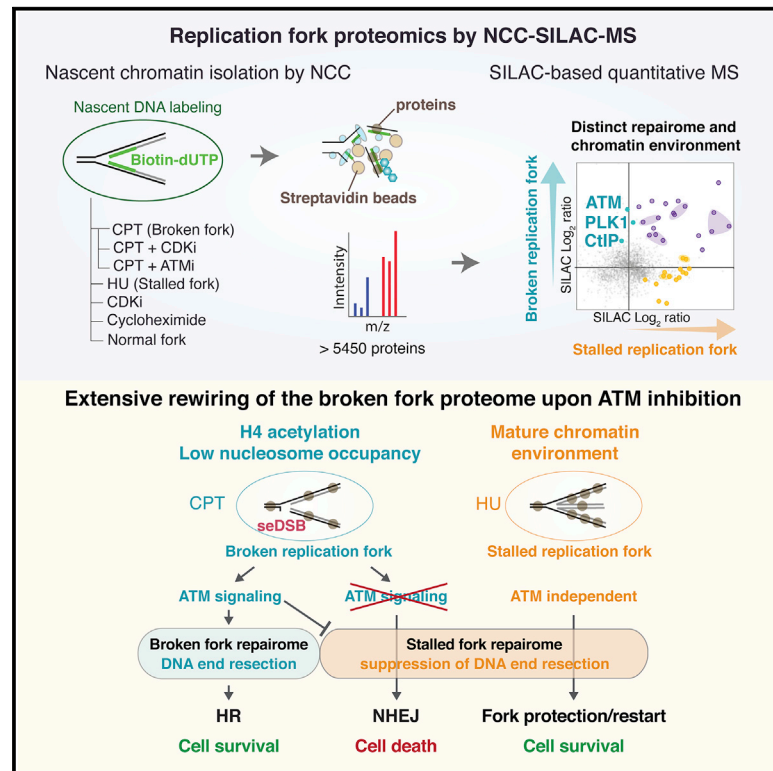 Replication fork proteomics by NCC-SILAC-MS
Nascent chromatin isolation by NCC
SILAC-based quantitative MS
Nascent DNA labeling
Biotin-dUTP
proteins
Streptavidin beads
CPT (Broken fork)
CPT + CDKi
CPT + ATMi
HU (Stalled fork)
CDKi
Cycloheximide
Normal fork
Inntensity
m/z
> 5450 proteins
Distinct repairome and
chromatin environment
Broken replication fork
SILAC Log2 ratio
ATM
PLK1
CtIP
SILAC Log2 ratio
Stalled replication fork
Extensive rewiring of the broken fork proteome upon ATM inhibition
H4 acetylation
Low nucleosome occupancy
Mature chromatin
environment
CPT
seDSB
HU
Broken replication fork
Stalled replication fork
ATM signaling
ATM signaling
ATM independent
Broken fork repairome
DNA end resection
Stalled fork repairome
suppression of DNA end resection
HR
NHEJ
Fork protection/restart
Cell survival
Cell death
Cell survival